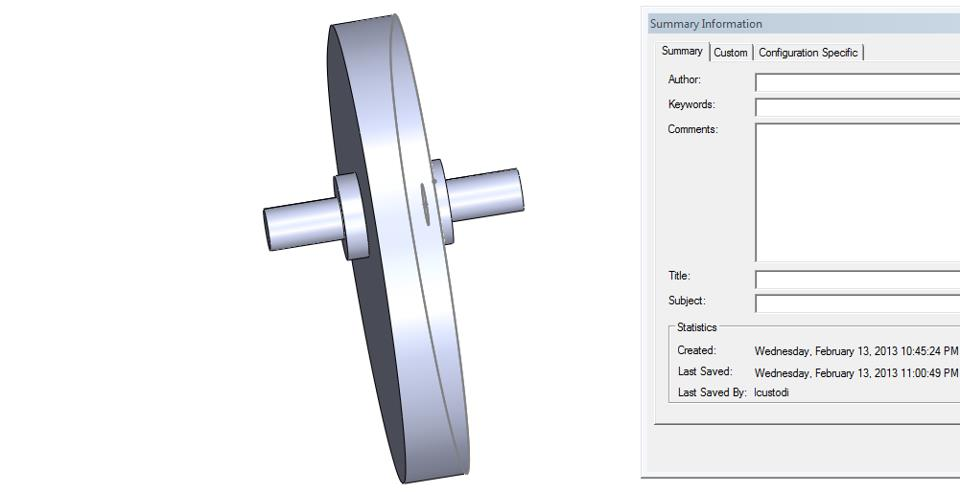 Summary Information
Summary Custom Configuration Specific
Author:
Keywords:
Comments:
Title:
Subject:
Statistics
Created: Wednesday, February 13, 2013 10:45:24 PM
Last Saved: Wednesday, February 13, 2013 11:00:49 PM
Last Saved By: lcustodi